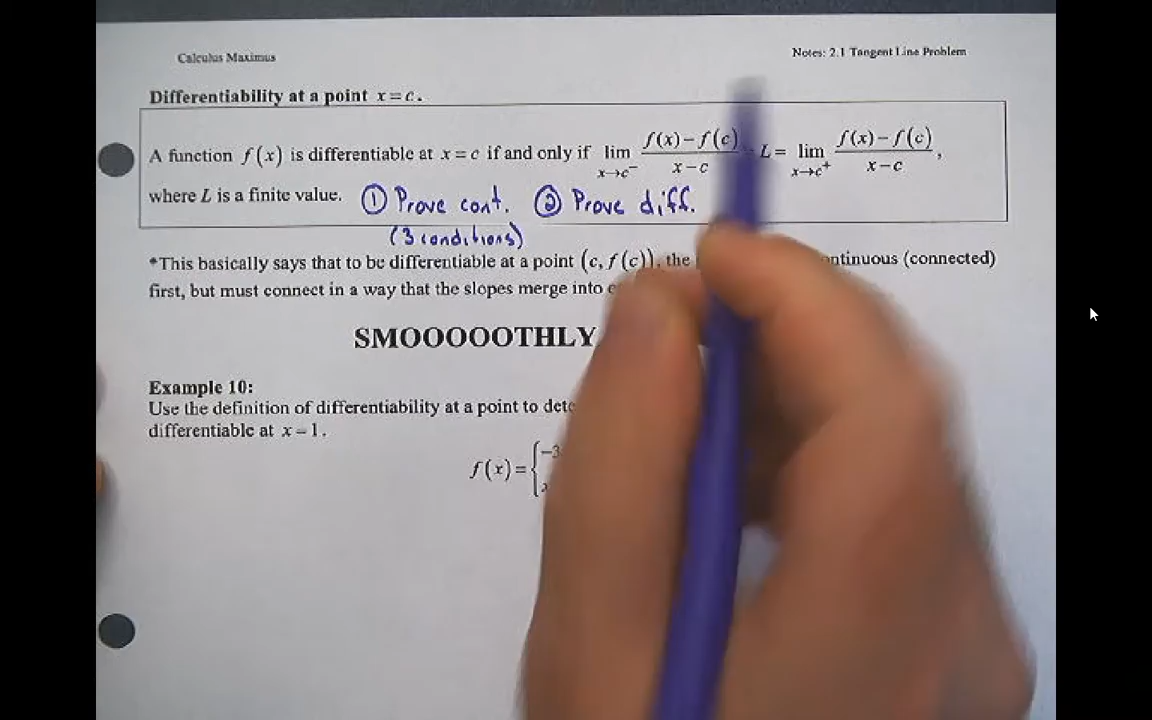 Calculus Maximus
Notes: 2.1 Tangent Line Problem
Differentiability at a point x = c.
A function f(x) is differentiable at x = c if and only if lim x→c⁻ (f(x) − f(c))/(x − c) = L = lim x→c⁺ (f(x) − f(c))/(x − c),
where L is a finite value. ① Prove cont. ② Prove diff.
(3 conditions)
*This basically says that to be differentiable at a point (c, f(c)), the continuous (connected)
first, but must connect in a way that the slopes merge into
SMOOOOOTHLY
Example 10:
Use the definition of differentiability at a point to
differentiable at x = 1.
f(x) = { −3